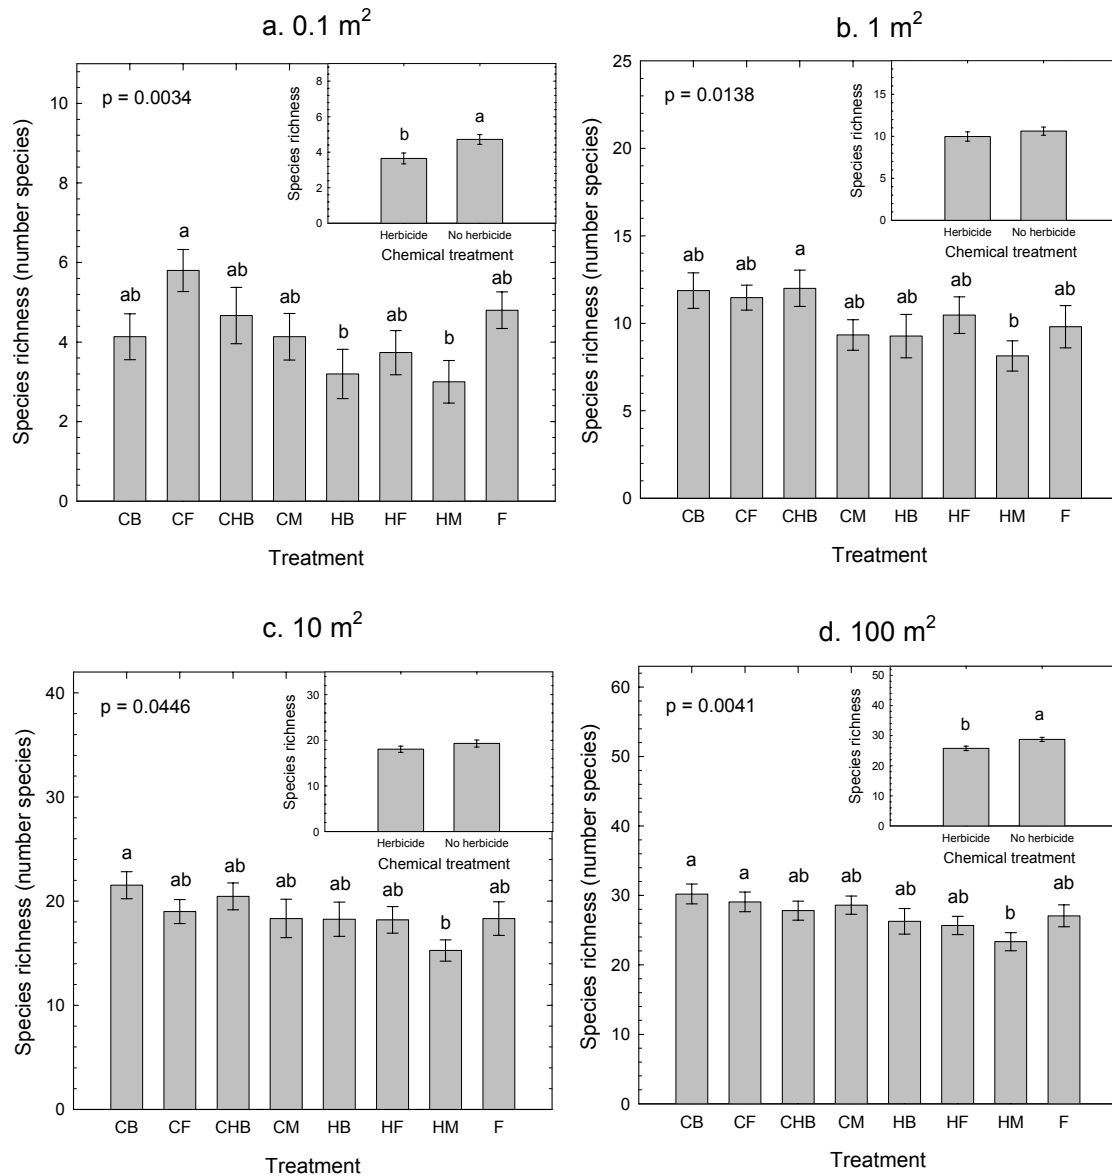 a. 0.1 m²
p = 0.0034
Species richness (number species)
10
8
6
4
2
0
ab
a
ab
ab
b
ab
b
ab
CB CF CHB CM HB HF HM F
Treatment
Species richness
8
6
4
2
0
b
a
Herbicide No herbicide
Chemical treatment
b. 1 m²
p = 0.0138
Species richness (number species)
25
20
15
10
5
0
ab
ab
a
ab
ab
ab
b
ab
CB CF CHB CM HB HF HM F
Treatment
Species richness
15
10
5
0
Herbicide No herbicide
Chemical treatment
c. 10 m²
p = 0.0446
Species richness (number species)
40
30
20
10
0
a
ab
ab
ab
ab
ab
b
ab
CB CF CHB CM HB HF HM F
Treatment
Species richness
30
20
10
0
Herbicide No herbicide
Chemical treatment
d. 100 m²
p = 0.0041
Species richness (number species)
60
50
40
30
20
10
0
a
a
ab
ab
ab
ab
b
ab
CB CF CHB CM HB HF HM F
Treatment
Species richness
50
40
30
20
10
0
b
a
Herbicide No herbicide
Chemical treatment